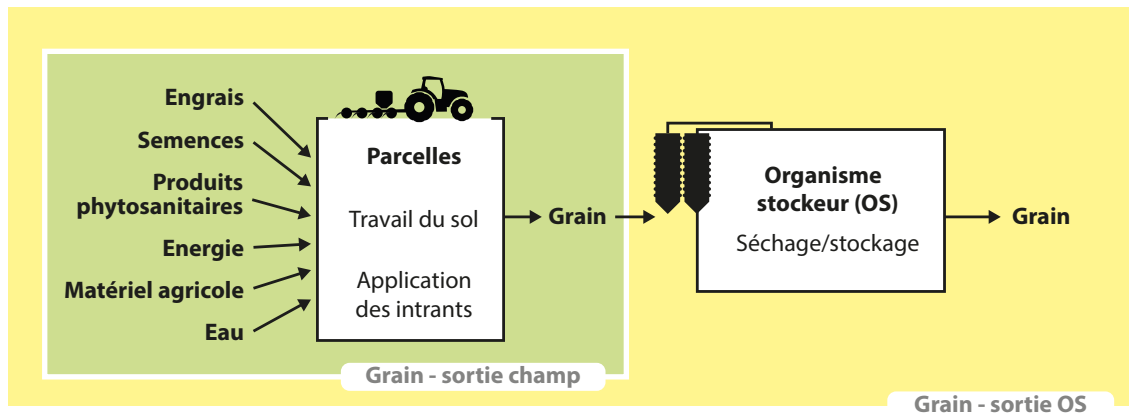 Engrais
Semences
Produits
phytosanitaires
Energie
Matériel agricole
Eau
Parcelles
Travail du sol
Application
des intrants
Grain
Grain - sortie champ
Organisme
stockeur (OS)
Séchage/stockage
Grain
Grain - sortie OS